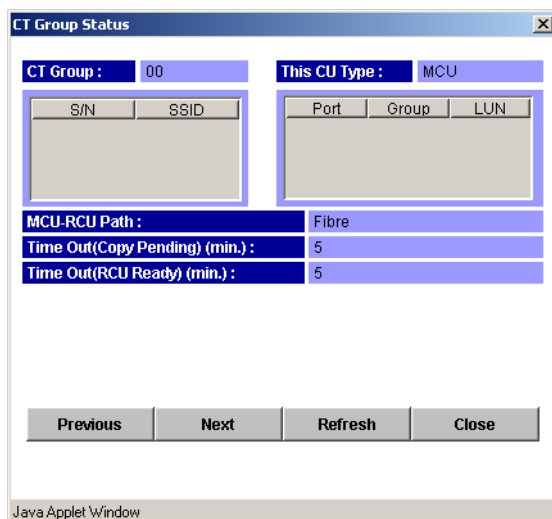 CT Group Status
CT Group : 00 This CU Type : MCU
S/N SSID Port Group LUN
MCU-RCU Path : Fibre
Time Out(Copy Pending) (min.) : 5
Time Out(RCU Ready) (min.) : 5
Previous Next Refresh Close
Java Applet Window